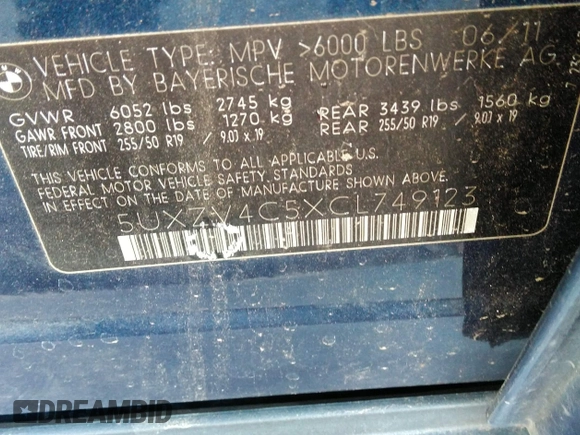 BMW
VEHICLE TYPE: MPV >6000 LBS 06/11
MFD BY BAYERISCHE MOTORENWERKE AG
GVWR 6052 lbs 2745 kg
GAWR FRONT 2800 lbs 1270 kg REAR 3439 lbs 1560 kg
TIRE/RIM FRONT 255/50 R19 / 9.0J x 19 REAR 255/50 R19 / 9.0J x 19
THIS VEHICLE CONFORMS TO ALL APPLICABLE U.S.
FEDERAL MOTOR VEHICLE SAFETY STANDARDS
IN EFFECT ON THE DATE OF MANUFACTURE SHOWN ABOVE.
5UXZV4C5XCL749123
DREAMBID